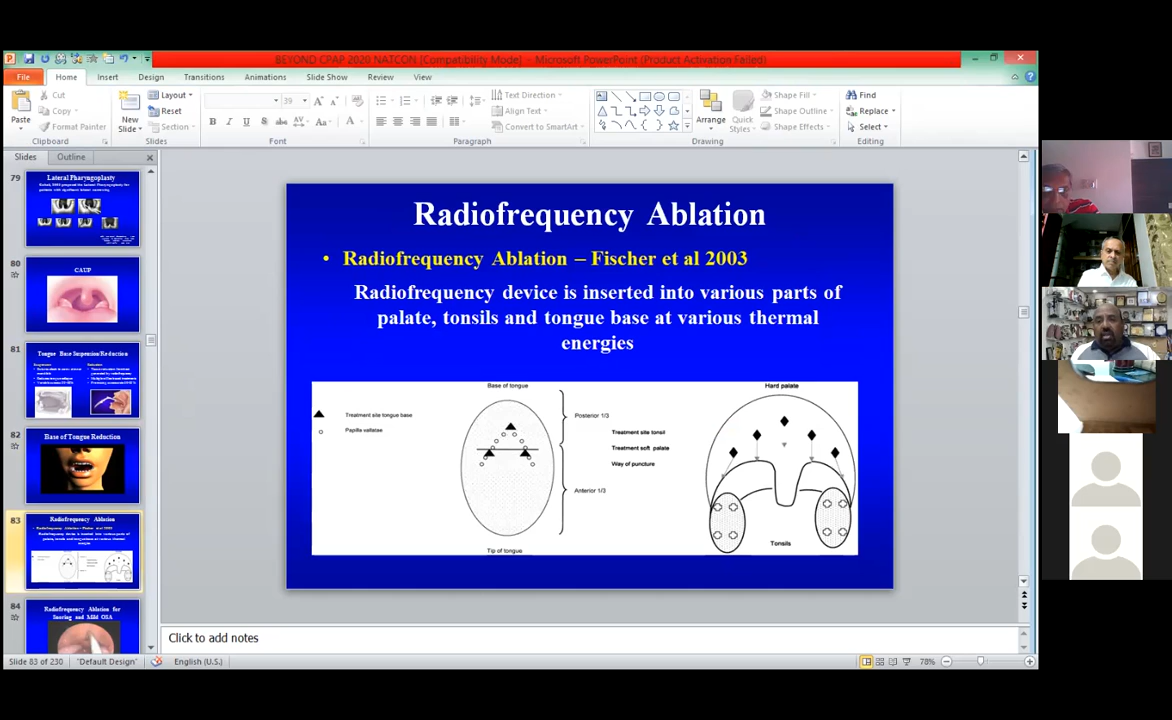 BEYOND CPAP 2020 NATCON [Compatibility Mode] - Microsoft PowerPoint (Product Activation Failed)
File Home Insert Design Transitions Animations Slide Show Review View
Paste
Cut
Copy
Format Painter
Clipboard
New
Slide
Layout
Reset
Section
Slides
39
Font
Text Direction
Align Text
Convert to SmartArt
Paragraph
Arrange
Quick
Styles
Shape Fill
Shape Outline
Shape Effects
Drawing
Find
Replace
Select
Editing
Slides Outline
79
Lateral Pharyngoplasty
80
CAUP
81
Tongue Base Suspension/Reduction
82
Base of Tongue Reduction
83
Radiofrequency Ablation
84
Radiofrequency Ablation for
Snoring and Mild OSA
Radiofrequency Ablation
• Radiofrequency Ablation – Fischer et al 2003
Radiofrequency device is inserted into various parts of
palate, tonsils and tongue base at various thermal
energies
Treatment site tongue base
Papilla vallatae
Base of tongue
Posterior 1/3
Anterior 1/3
Tip of tongue
Treatment site tonsil
Treatment soft palate
Way of puncture
Hard palate
Tonsils
Click to add notes
Slide 83 of 230
"Default Design"
English (U.S.)
78%